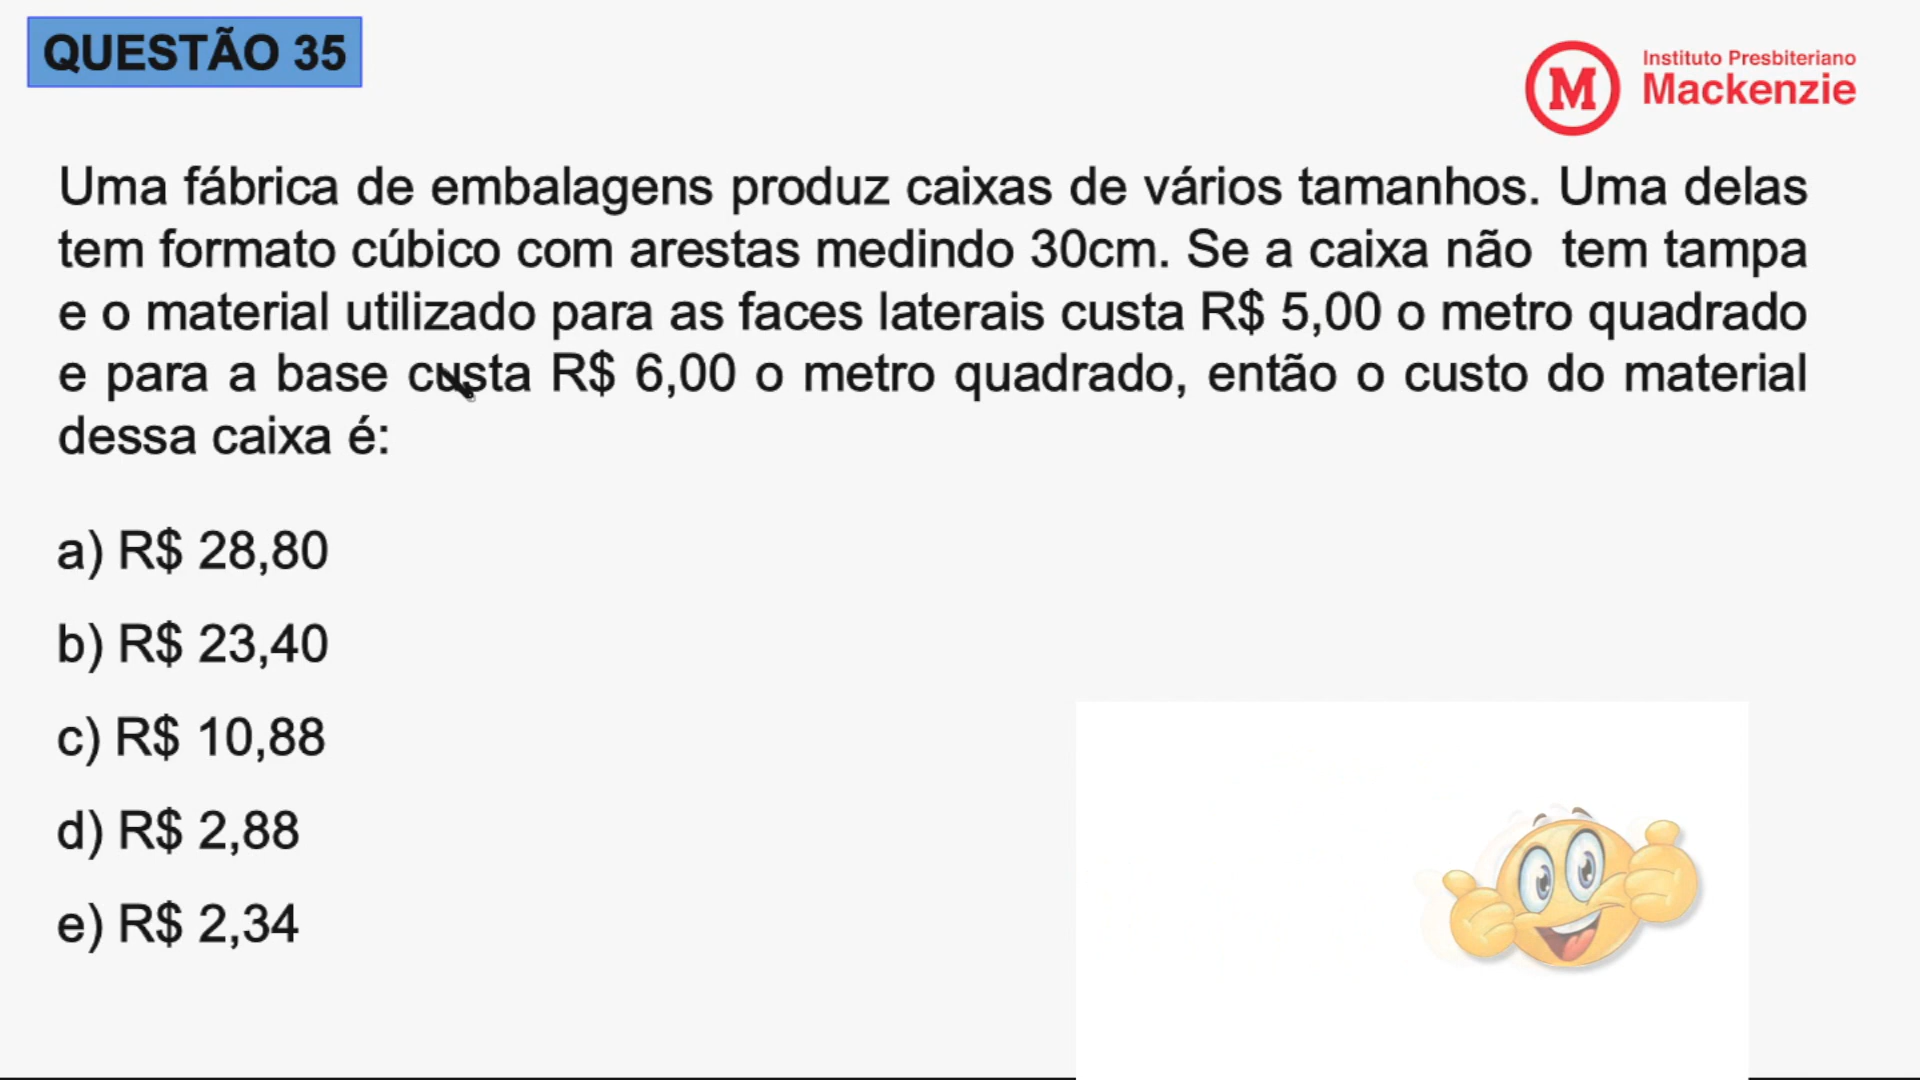 QUESTÃO 35
Instituto Presbiteriano
M Mackenzie
Uma fábrica de embalagens produz caixas de vários tamanhos. Uma delas
tem formato cúbico com arestas medindo 30cm. Se a caixa não tem tampa
e o material utilizado para as faces laterais custa R$ 5,00 o metro quadrado
e para a base custa R$ 6,00 o metro quadrado, então o custo do material
dessa caixa é:
a) R$ 28,80
b) R$ 23,40
c) R$ 10,88
d) R$ 2,88
e) R$ 2,34